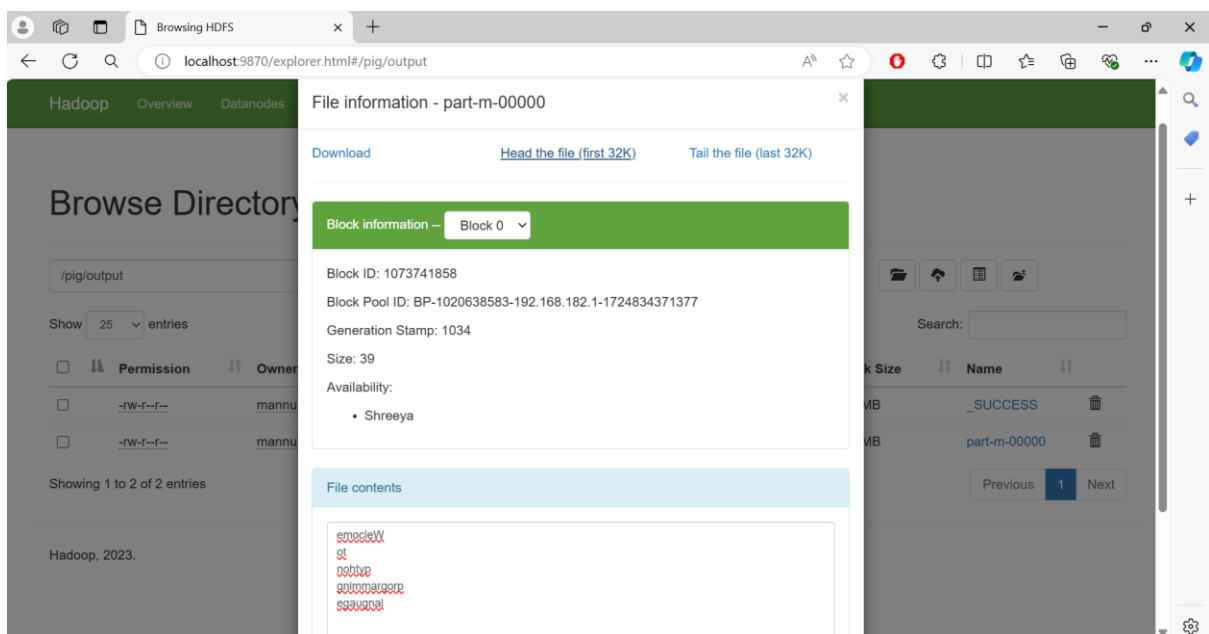 Browsing HDFS
localhost:9870/explorer.html#/pig/output
Hadoop Overview Datanodes
File information - part-m-00000
Download Head the file (first 32K) Tail the file (last 32K)
Browse Directory
Block information -- Block 0
/pig/output
Block ID: 1073741858
Block Pool ID: BP-1020638583-192.168.182.1-1724834371377
Generation Stamp: 1034
Size: 39
Availability:
Shreeya
Show 25 entries
Search:
Permission Owner k Size Name
-rw-r--r-- mannu MB _SUCCESS
-rw-r--r-- mannu MB part-m-00000
Showing 1 to 2 of 2 entries
Previous 1 Next
File contents
emocleW
ot
nohtyp
gnimmargorp
egaugnal
Hadoop, 2023.